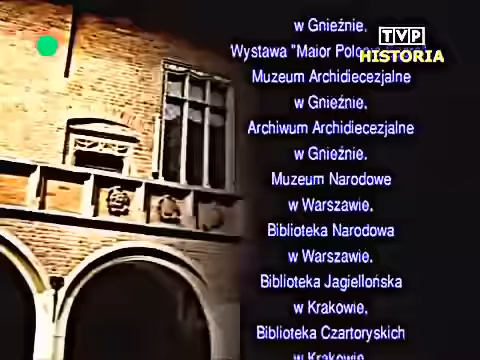 w Gnieźnie.
Wystawa "Maior
TVP
HISTORIA
Muzeum Archidiecezjalne
w Gnieźnie.
Archiwum Archidiecezjalne
w Gnieźnie.
Muzeum Narodowe
w Warszawie.
Biblioteka Narodowa
w Warszawie.
Biblioteka Jagiellońska
w Krakowie.
Biblioteka Czartoryskich
w Krakowie